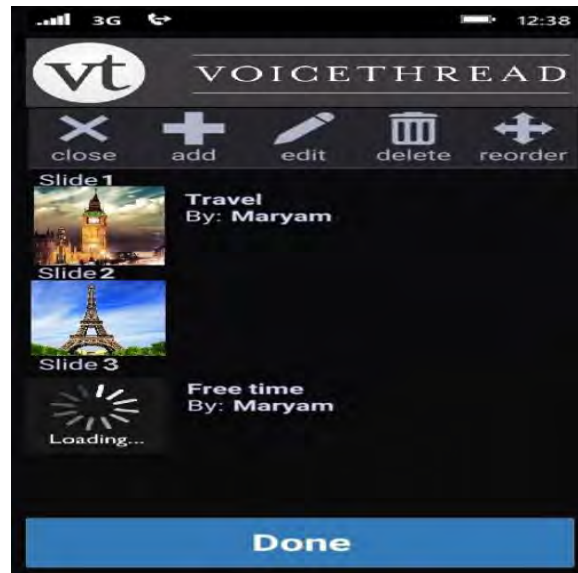 3G 12:38
vt VOICETHREAD
close add edit delete reorder
Slide 1
Travel
By: Maryam
Slide 2
Slide 3
Free time
By: Maryam
Loading...
Done